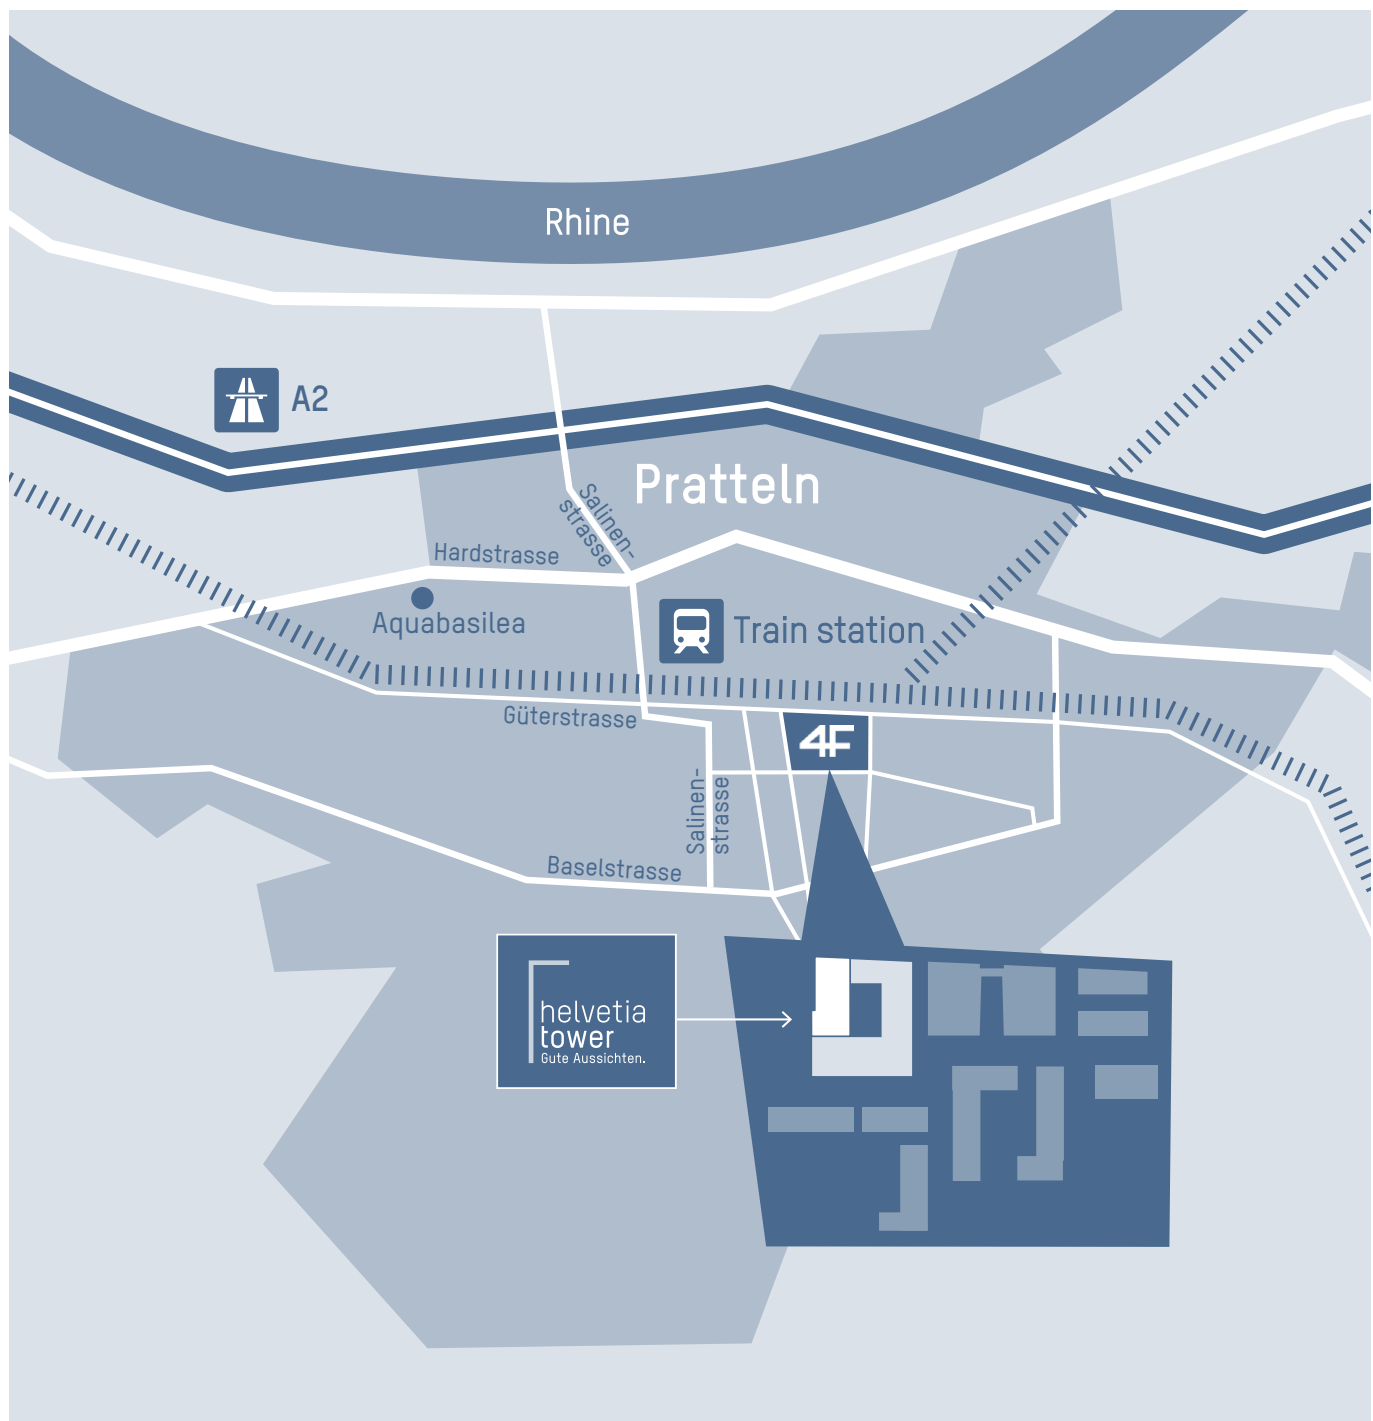 Rhine
A2
Pratteln
Salinen-
strasse
Hardstrasse
Aquabasilea
Train station
Güterstrasse
4F
Salinen-
strasse
Baselstrasse
helvetia
tower
Gute Aussichten.